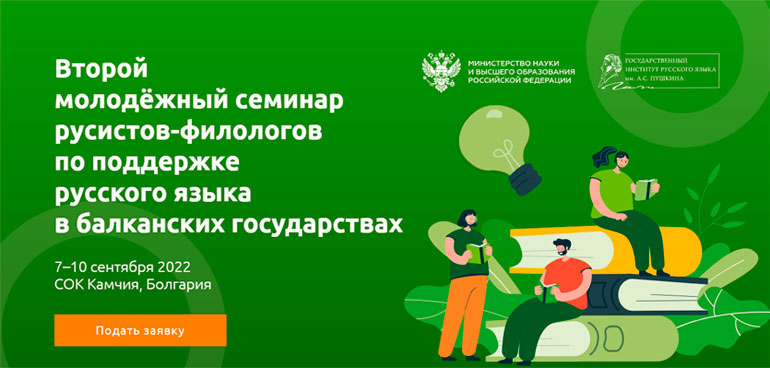 Второй
молодёжный семинар
русистов-филологов
по поддержке
русского языка
в балканских государствах
7–10 сентября 2022
СОК Камчия, Болгария
Подать заявку
МИНИСТЕРСТВО НАУКИ
И ВЫСШЕГО ОБРАЗОВАНИЯ
РОССИЙСКОЙ ФЕДЕРАЦИИ
ГОСУДАРСТВЕННЫЙ
ИНСТИТУТ РУССКОГО ЯЗЫКА
им. А.С. ПУШКИНА